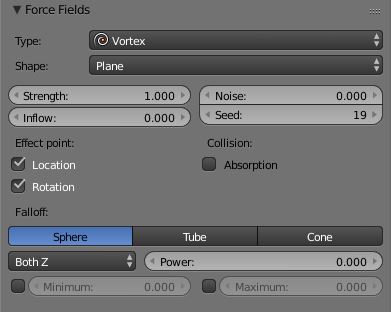 Force Fields
Type: Vortex
Shape: Plane
Strength: 1.000 Noise: 0.000
Inflow: 0.000 Seed: 19
Effect point: Collision:
Location Absorption
Rotation
Falloff:
Sphere Tube Cone
Both Z Power: 0.000
Minimum: 0.000 Maximum: 0.000